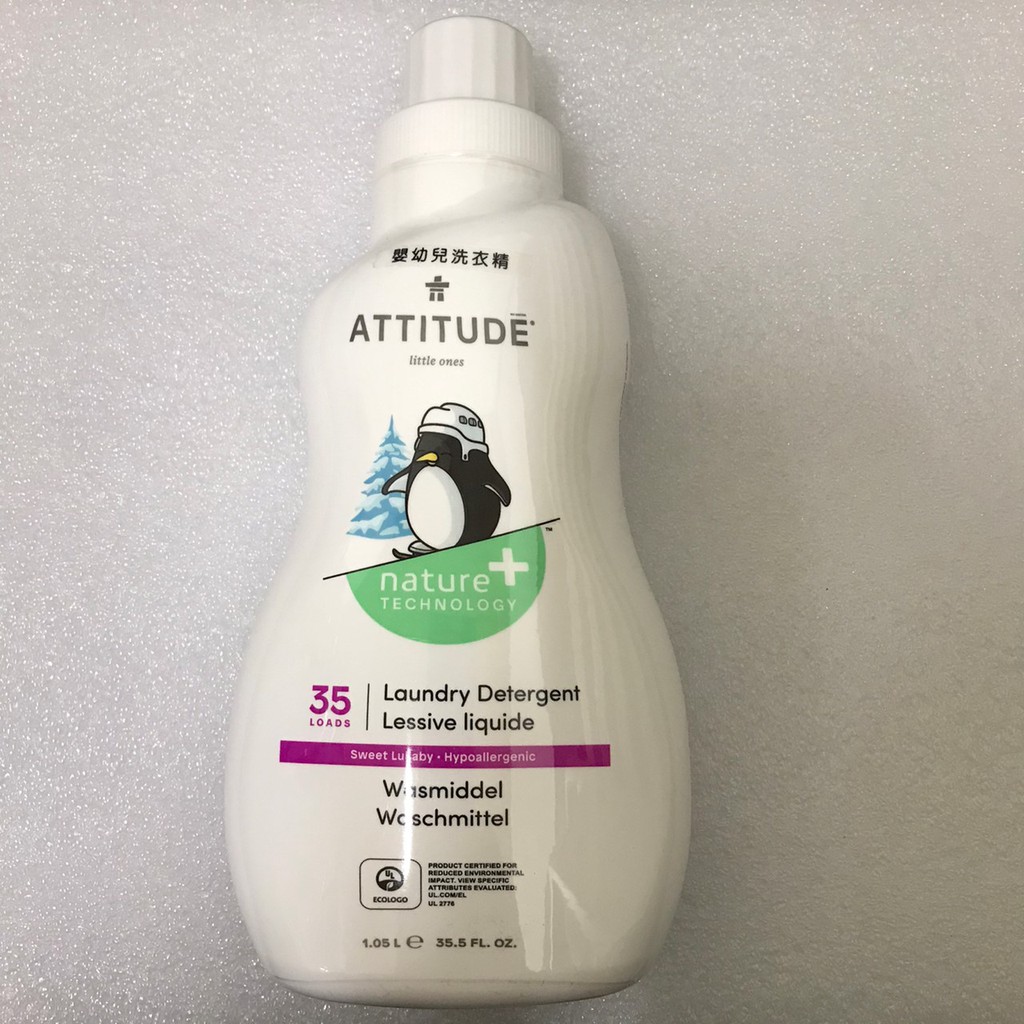 嬰幼兒洗衣精
ATTITUDE
little ones
nature+
TECHNOLOGY
™
35
LOADS
Laundry Detergent
Lessive liquide
Sweet Lullaby • Hypoallergenic
Wasmiddel
Waschmittel
UL
ECOLOGO
PRODUCT CERTIFIED FOR
REDUCED ENVIRONMENTAL
IMPACT. VIEW SPECIFIC
ATTRIBUTES EVALUATED:
UL.COM/EL
UL 2776
1.05 L ℮ 35.5 FL. OZ.